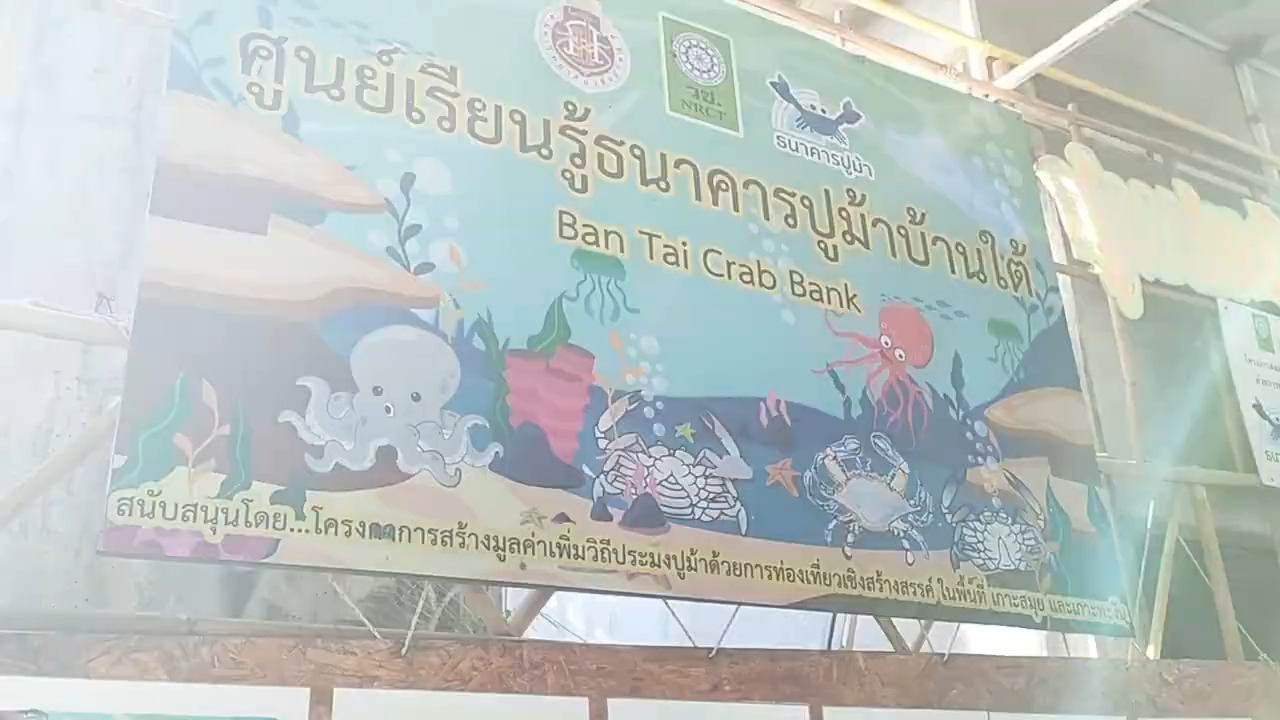 วช.
NRCT
ธนาคารปูม้า
ศูนย์เรียนรู้ธนาคารปูม้าบ้านใต้
Ban Tai Crab Bank
สนับสนุนโดย...โครงการสร้างมูลค่าเพิ่มวิถีประมงปูม้าด้วยการท่องเที่ยวเชิงสร้างสรรค์ ในพื้นที่ เกาะสมุย และเกาะพะงัน